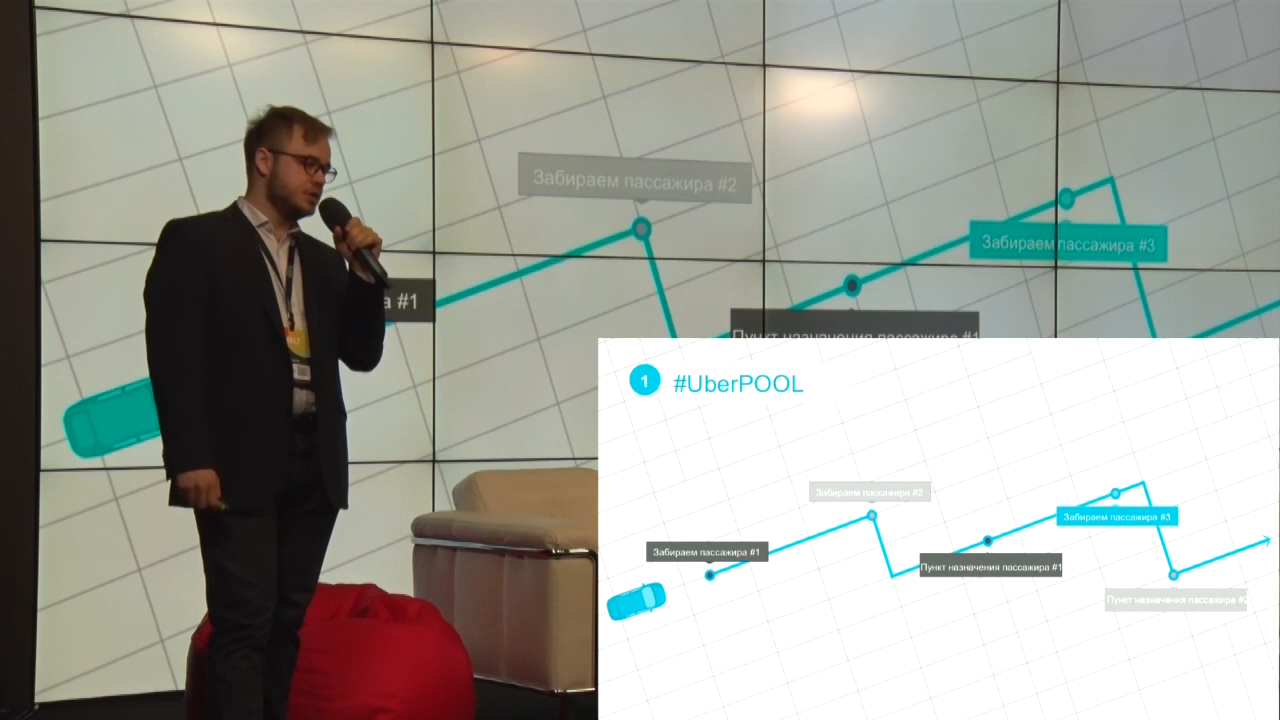 Забираем пассажира #2
Забираем пассажира #3
а #1
Пункт назначения пассажира #1
1
#UberPOOL
Забираем пассажира #2
Забираем пассажира #3
Забираем пассажира #1
Пункт назначения пассажира #1
Пункт назначения пассажира #2